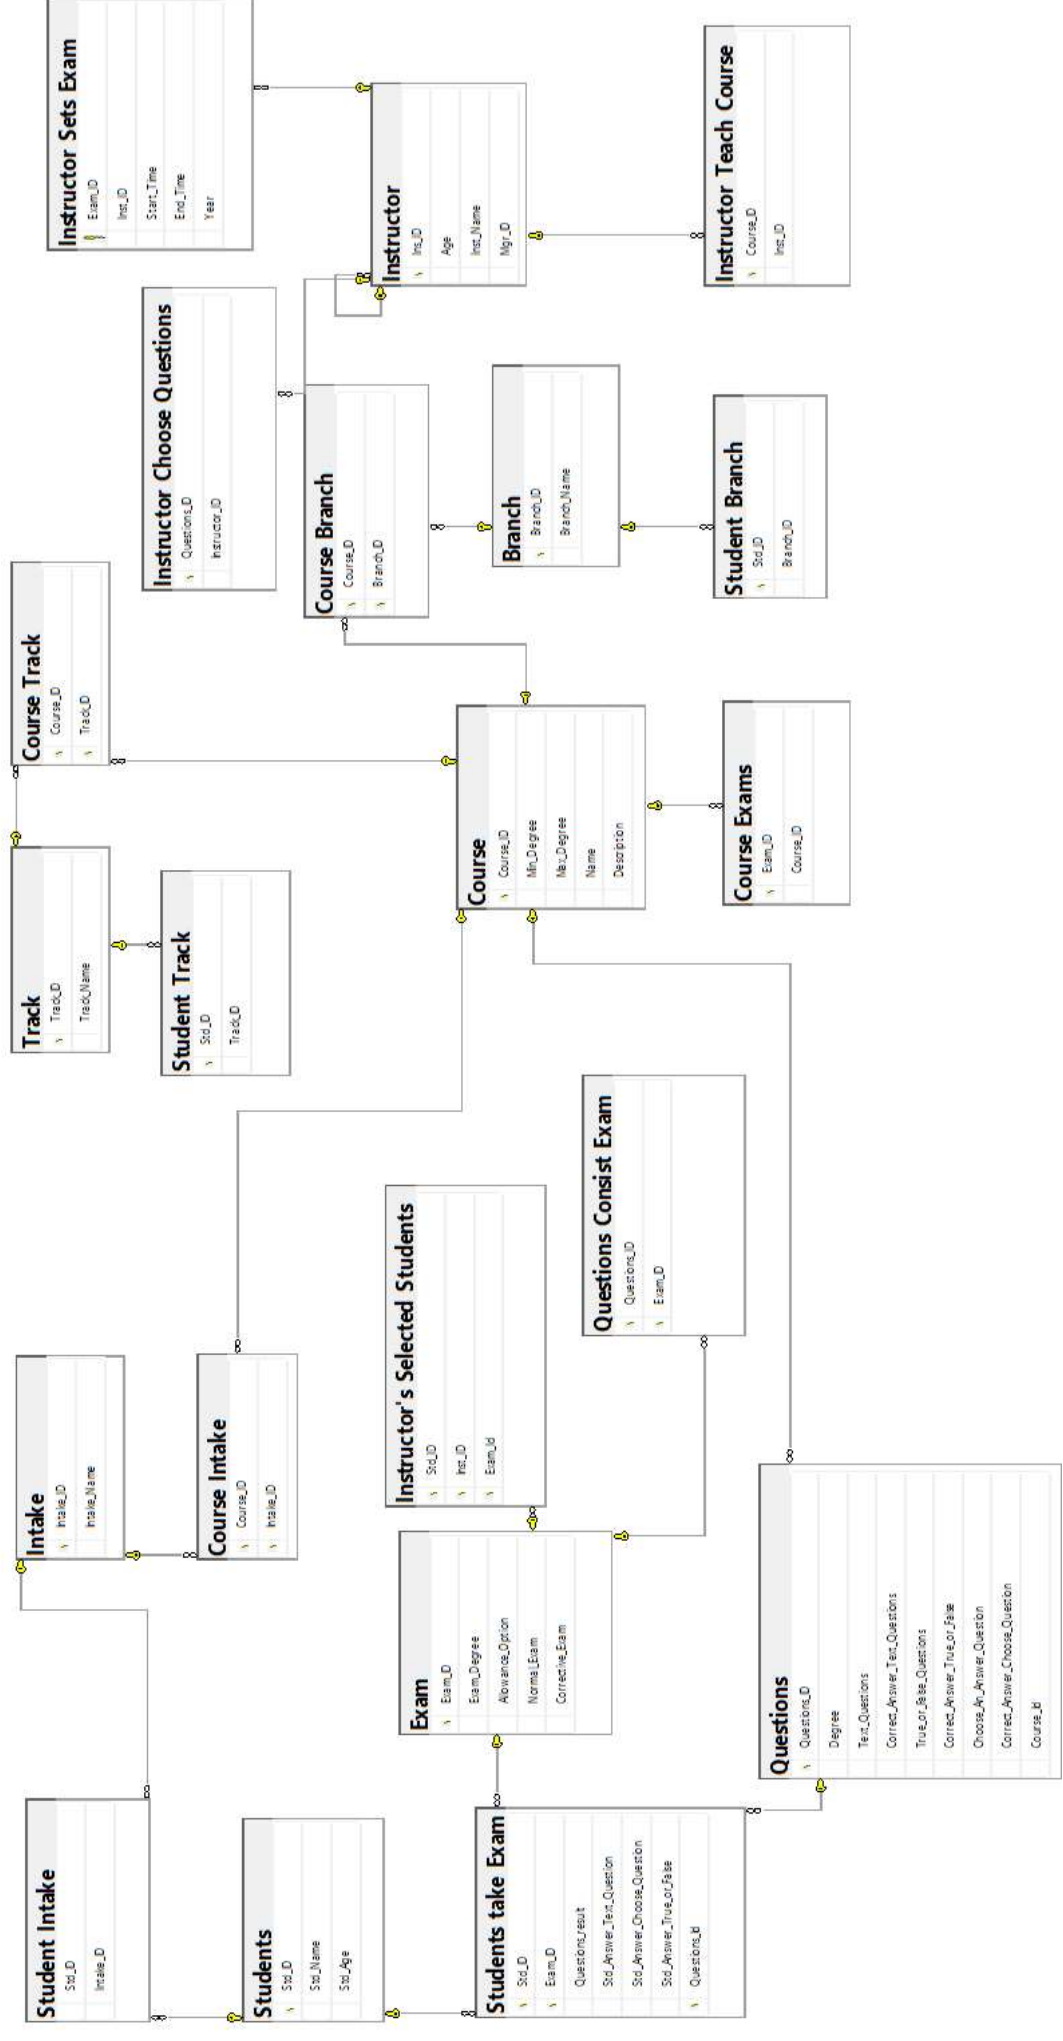 Student Intake
Std_ID
Intake_ID
Intake
Intake_ID
Intake_Name
Track
Track_ID
Track_Name
Course Track
Course_ID
Track_ID
Instructor Sets Exam
Exam_ID
Inst_ID
Start_Time
End_Time
Year
Students
Std_ID
Std_Name
Std_Age
Course Intake
Course_ID
Intake_ID
Student Track
Std_ID
Track_ID
Instructor Choose Questions
Questions_ID
Instructor_ID
Course Branch
Course_ID
Branch_ID
Instructor
Ins_ID
Age
Inst_Name
Mgr_ID
Exam
Exam_ID
Exam_Degree
Allowance_Option
Normal_Exam
Corrective_Exam
Instructor's Selected Students
Std_ID
Inst_ID
Exam_Id
Course
Course_ID
Min_Degree
Max_Degree
Name
Description
Branch
Branch_ID
Branch_Name
Students take Exam
Std_ID
Exam_ID
Questions_result
Std_Answer_Text_Question
Std_Answer_Choose_Question
Std_Answer_True_or_False
Questions_Id
Questions Consist Exam
Questions_ID
Exam_ID
Course Exams
Exam_ID
Course_ID
Student Branch
Std_ID
Branch_ID
Instructor Teach Course
Course_ID
Inst_ID
Questions
Questions_ID
Degree
Text_Questions
Correct_Answer_Text_Questions
True_or_False_Questions
Correct_Answer_True_or_False
Choose_An_Answer_Question
Correct_Answer_Choose_Question
Course_Id